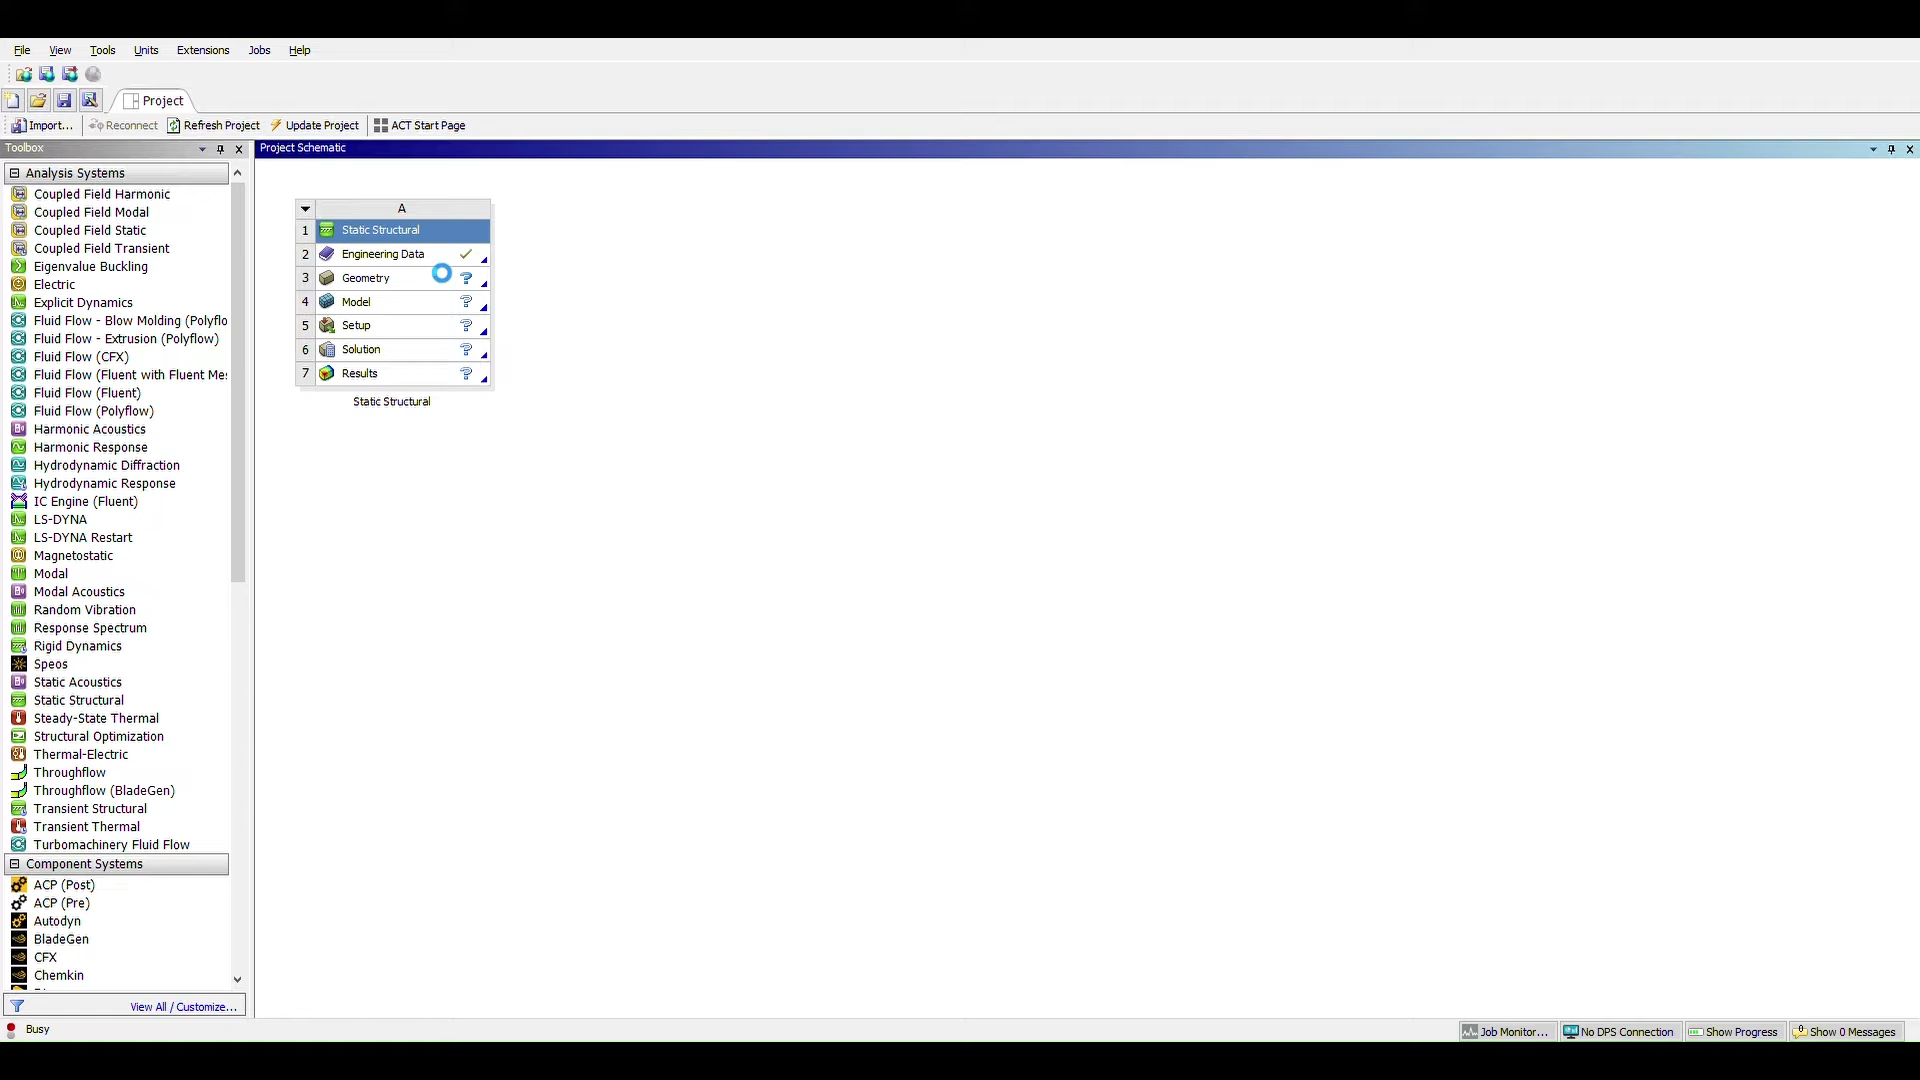 File View Tools Units Extensions Jobs Help
Project
Import... Reconnect Refresh Project Update Project ACT Start Page
Toolbox
Project Schematic
Analysis Systems
Coupled Field Harmonic
Coupled Field Modal
Coupled Field Static
Coupled Field Transient
Eigenvalue Buckling
Electric
Explicit Dynamics
Fluid Flow - Blow Molding (Polyflo
Fluid Flow - Extrusion (Polyflow)
Fluid Flow (CFX)
Fluid Flow (Fluent with Fluent Me
Fluid Flow (Fluent)
Fluid Flow (Polyflow)
Harmonic Acoustics
Harmonic Response
Hydrodynamic Diffraction
Hydrodynamic Response
IC Engine (Fluent)
LS-DYNA
LS-DYNA Restart
Magnetostatic
Modal
Modal Acoustics
Random Vibration
Response Spectrum
Rigid Dynamics
Speos
Static Acoustics
Static Structural
Steady-State Thermal
Structural Optimization
Thermal-Electric
Throughflow
Throughflow (BladeGen)
Transient Structural
Transient Thermal
Turbomachinery Fluid Flow
Component Systems
ACP (Post)
ACP (Pre)
Autodyn
BladeGen
CFX
Chemkin
View All / Customize...
A
1 Static Structural
2 Engineering Data
3 Geometry ?
4 Model ?
5 Setup ?
6 Solution ?
7 Results ?
Static Structural
Busy
Job Monitor... No DPS Connection Show Progress Show 0 Messages